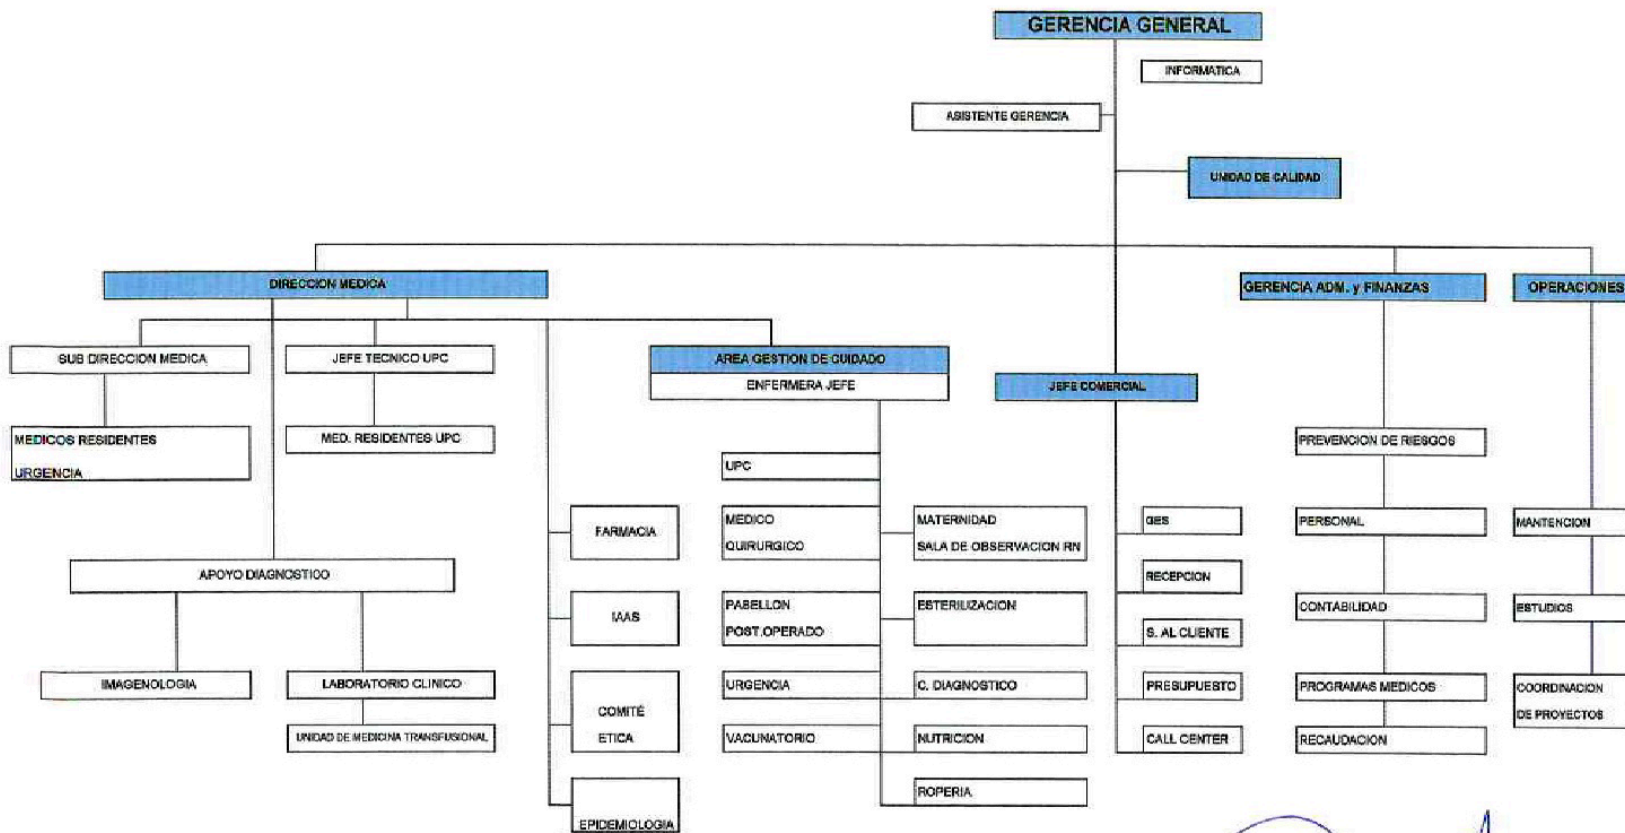 GERENCIA GENERAL
INFORMATICA
ASISTENTE GERENCIA
UNIDAD DE CALIDAD
DIRECCION MEDICA
GERENCIA ADM. y FINANZAS
OPERACIONES
SUB DIRECCION MEDICA
JEFE TECNICO UPC
AREA GESTION DE CUIDADO
ENFERMERA JEFE
JEFE COMERCIAL
MEDICOS RESIDENTES
URGENCIA
MED. RESIDENTES UPC
PREVENCION DE RIESGOS
UPC
FARMACIA
MEDICO
QUIRURGICO
MATERNIDAD
SALA DE OBSERVACION RN
GES
PERSONAL
MANTENCION
APOYO DIAGNOSTICO
RECEPCION
IAAS
PABELLON
POST.OPERADO
ESTERILIZACION
S. AL CLIENTE
CONTABILIDAD
ESTUDIOS
IMAGENOLOGIA
LABORATORIO CLINICO
COMITÉ
ETICA
URGENCIA
C. DIAGNOSTICO
PRESUPUESTO
PROGRAMAS MEDICOS
COORDINACION
DE PROYECTOS
UNIDAD DE MEDICINA TRANSFUSIONAL
VACUNATORIO
NUTRICION
CALL CENTER
RECAUDACION
EPIDEMIOLOGIA
ROPERIA